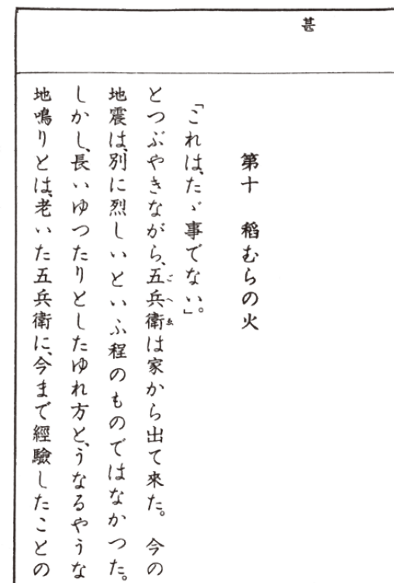 甚
第十　稻むらの火
「これは、たゞ事でない。」
とつぶやきながら、五兵衛は家から出て來た。今の
地震は、別に烈しいといふ程のものではなかつた。
しかし、長いゆつたりとしたゆれ方と、うなるやうな
地鳴りとは、老いた五兵衛に、今まで經驗したことの
ごへゑ